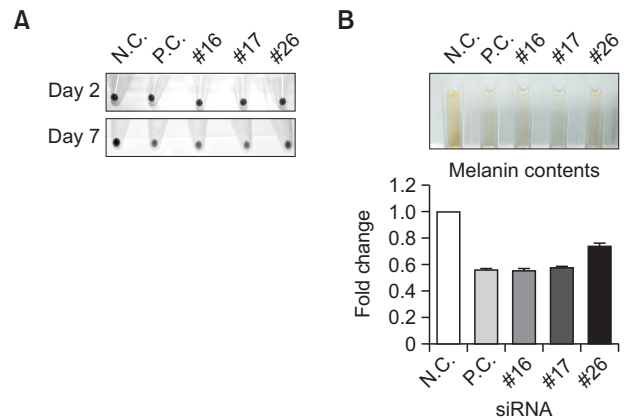 A
N.C. P.C. #16 #17 #26
Day 2
Day 7
B
N.C. P.C. #16 #17 #26
Melanin contents
Fold change
1.2
1.0
0.8
0.6
0.4
0.2
0
N.C. P.C. #16 #17 #26
siRNA